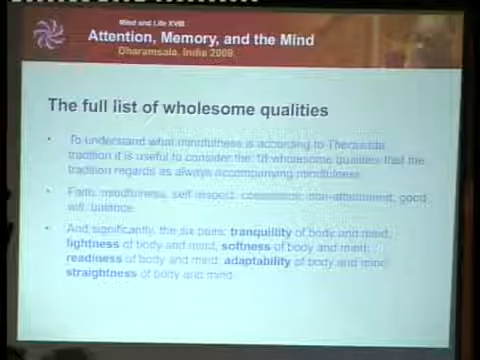 Mind and Life XVIII
Attention, Memory, and the Mind
Dharamsala, India 2009
The full list of wholesome qualities
• To understand what mindfulness is according to Theravada
tradition it is useful to consider the 18 wholesome qualities that the
tradition regards as always accompanying mindfulness.
• Faith, mindfulness, self respect, non-attachment, good
will, balance.
• And significantly, the six pairs: tranquillity of body and mind;
lightness of body and mind, softness of body and mind;
readiness of body and mind; adaptability of body and mind;
straightness of body and mind.